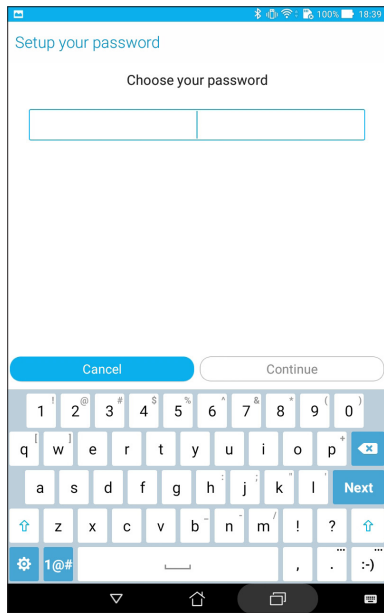 100% 18:39
Setup your password
Choose your password
Cancel Continue
1 ! 2 @ 3 # 4 $ 5 % 6 ^ 7 & 8 * 9 ( 0 )
q [ w ] e r t y u i o p +
a s d f g h : j ; k " l ' Next
z x c v b _ n - m / ! ?
1@# , . ... :-) ...